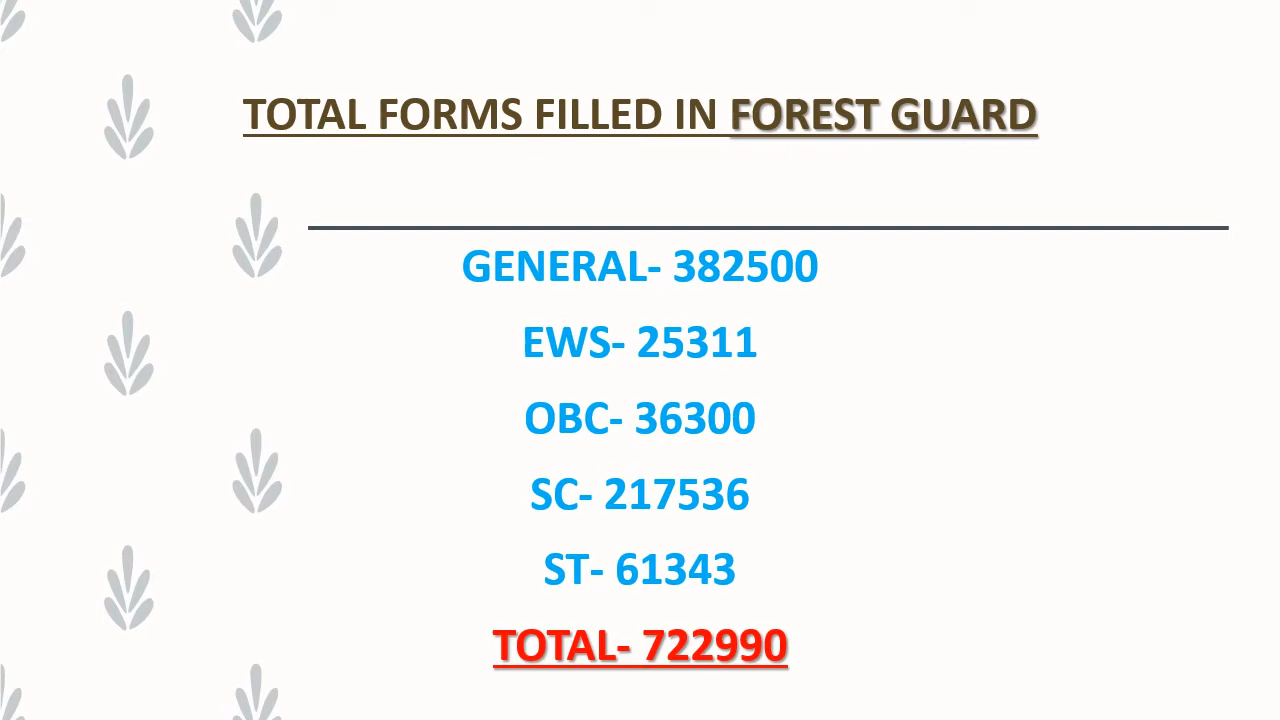 TOTAL FORMS FILLED IN FOREST GUARD
GENERAL- 382500
EWS- 25311
OBC- 36300
SC- 217536
ST- 61343
TOTAL- 722990